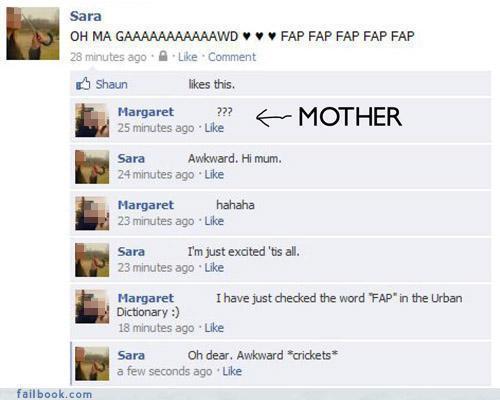 Sara
OH MA GAAAAAAAAAAAWD ♥ ♥ ♥ FAP FAP FAP FAP FAP
28 minutes ago · Like · Comment
Shaun likes this.
Margaret ???
25 minutes ago · Like
MOTHER
Sara Awkward. Hi mum.
24 minutes ago · Like
Margaret hahaha
23 minutes ago · Like
Sara I'm just excited 'tis all.
23 minutes ago · Like
Margaret I have just checked the word "FAP" in the Urban
Dictionary :)
18 minutes ago · Like
Sara Oh dear. Awkward *crickets*
a few seconds ago · Like
failbook.com